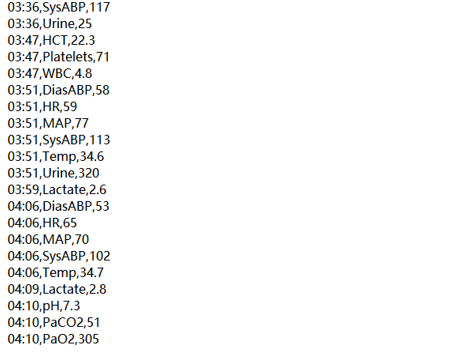 03:36,SysABP,117
03:36,Urine,25
03:47,HCT,22.3
03:47,Platelets,71
03:47,WBC,4.8
03:51,DiasABP,58
03:51,HR,59
03:51,MAP,77
03:51,SysABP,113
03:51,Temp,34.6
03:51,Urine,320
03:59,Lactate,2.6
04:06,DiasABP,53
04:06,HR,65
04:06,MAP,70
04:06,SysABP,102
04:06,Temp,34.7
04:09,Lactate,2.8
04:10,pH,7.3
04:10,PaCO2,51
04:10,PaO2,305